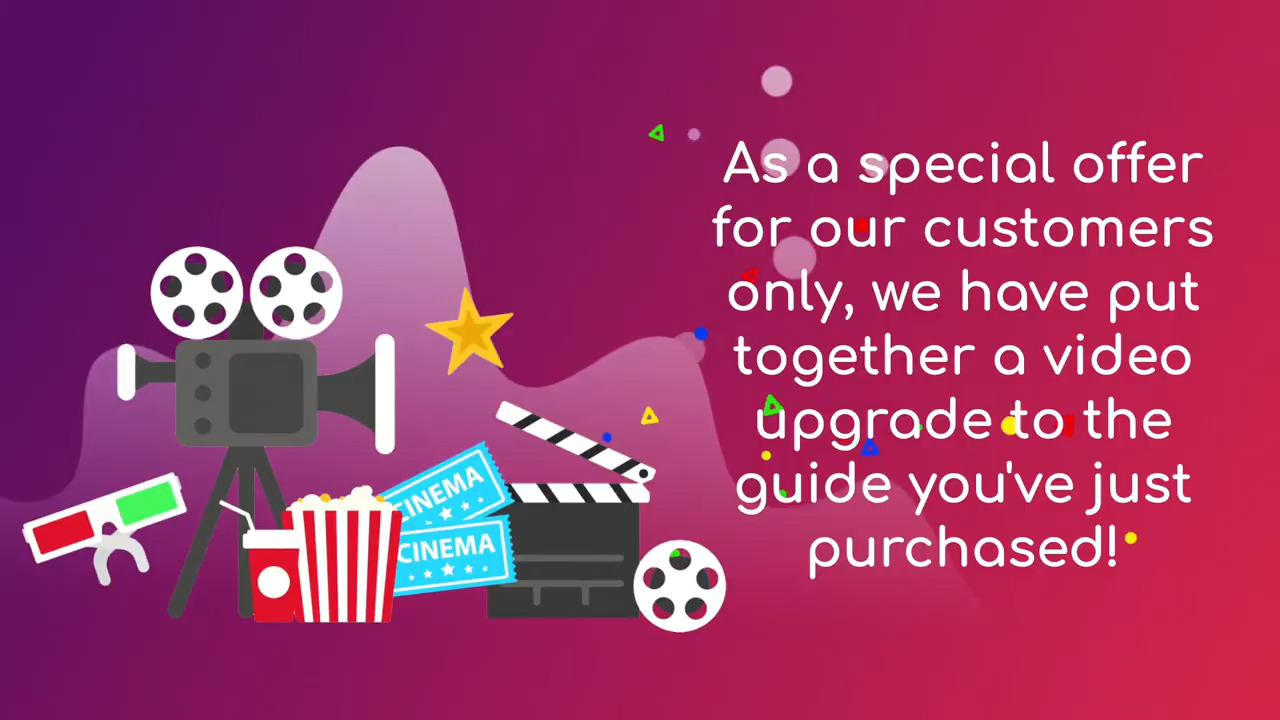 As a special offer
for our customers
only, we have put
together a video
upgrade to the
guide you've just
purchased!
CINEMA
CINEMA